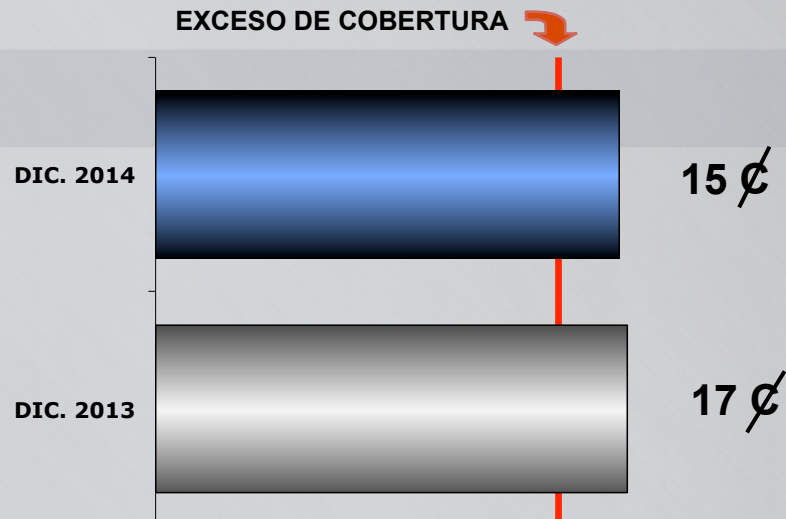 EXCESO DE COBERTURA
DIC. 2014
15 ₵
DIC. 2013
17 ₵